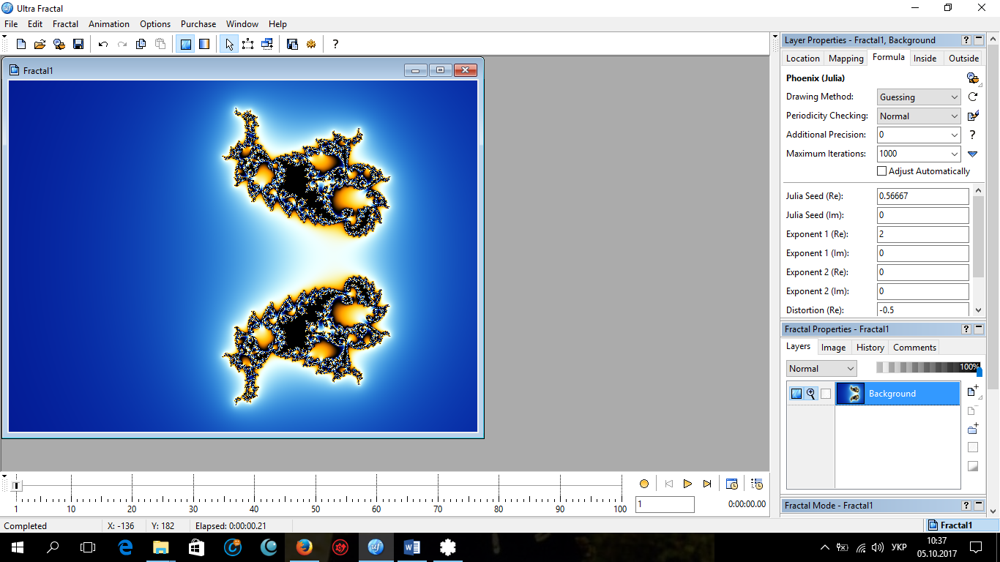 Ultra Fractal
File Edit Fractal Animation Options Purchase Window Help
?
Fractal1
Layer Properties - Fractal1, Background ?
Location Mapping Formula Inside Outside
Phoenix (Julia)
Drawing Method: Guessing
Periodicity Checking: Normal
Additional Precision: 0 ?
Maximum Iterations: 1000
Adjust Automatically
Julia Seed (Re): 0.56667
Julia Seed (Im): 0
Exponent 1 (Re): 2
Exponent 1 (Im): 0
Exponent 2 (Re): 0
Exponent 2 (Im): 0
Distortion (Re): -0.5
Fractal Properties - Fractal1 ?
Layers Image History Comments
Normal 100%
Background
Fractal Mode - Fractal1 ?
1 10 20 30 40 50 60 70 80 90 100
1 0:00:00.00
Completed X: -136 Y: 182 Elapsed: 0:00:00.21 Fractal1
УКР 10:37
05.10.2017